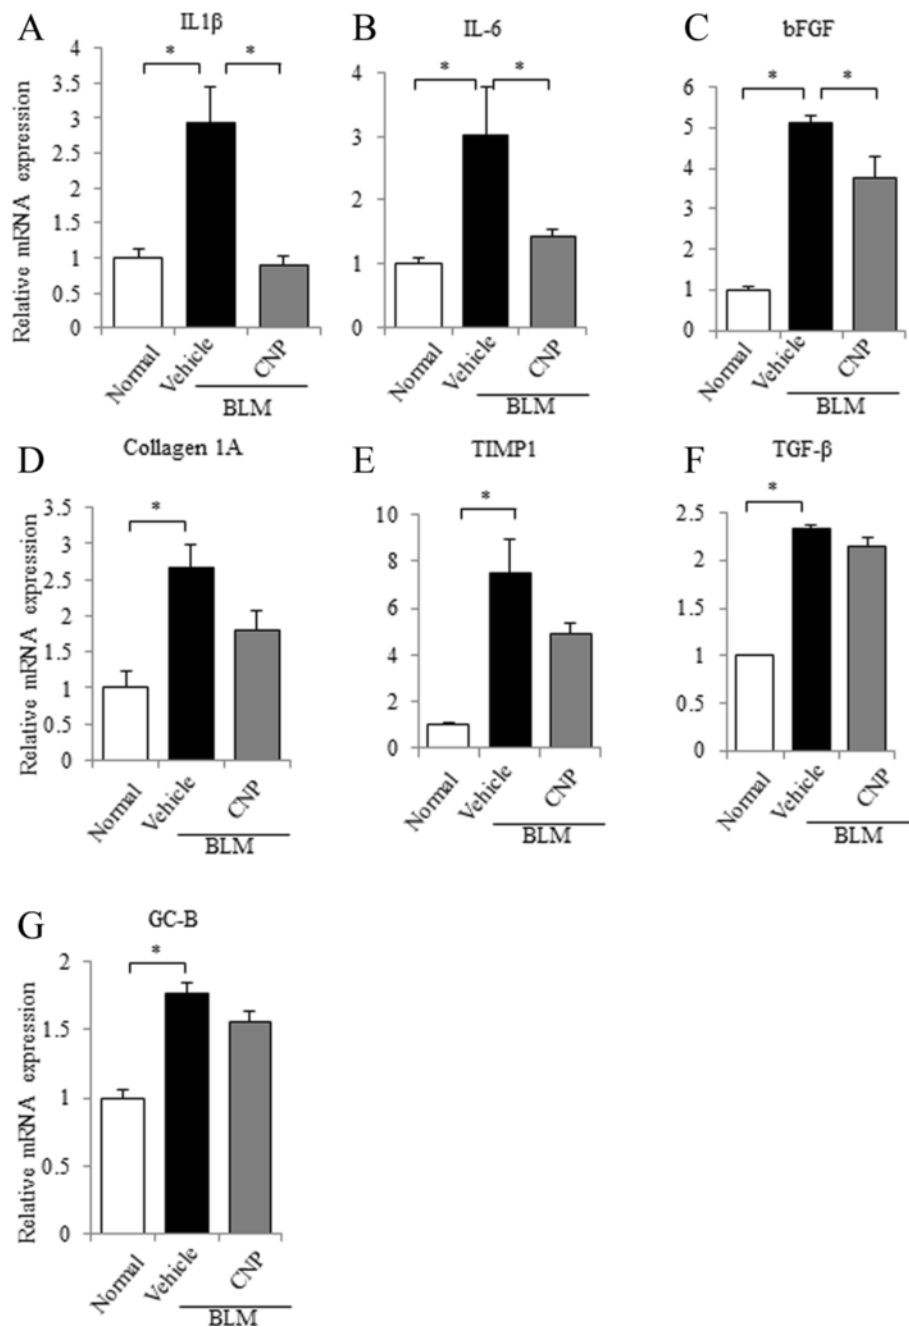 A
IL1β
* *
Relative mRNA expression
4
3.5
3
2.5
2
1.5
1
0.5
0
Normal
Vehicle
CNP
BLM
B
IL-6
* *
4
3
2
1
0
Normal
Vehicle
CNP
BLM
C
bFGF
* *
6
5
4
3
2
1
0
Normal
Vehicle
CNP
BLM
D
Collagen 1A
*
Relative mRNA expression
3.5
3
2.5
2
1.5
1
0.5
0
Normal
Vehicle
CNP
BLM
E
TIMP1
*
10
8
6
4
2
0
Normal
Vehicle
CNP
BLM
F
TGF-β
*
2.5
2
1.5
1
0.5
0
Normal
Vehicle
CNP
BLM
G
GC-B
*
Relative mRNA expression
2
1.5
1
0.5
0
Normal
Vehicle
CNP
BLM